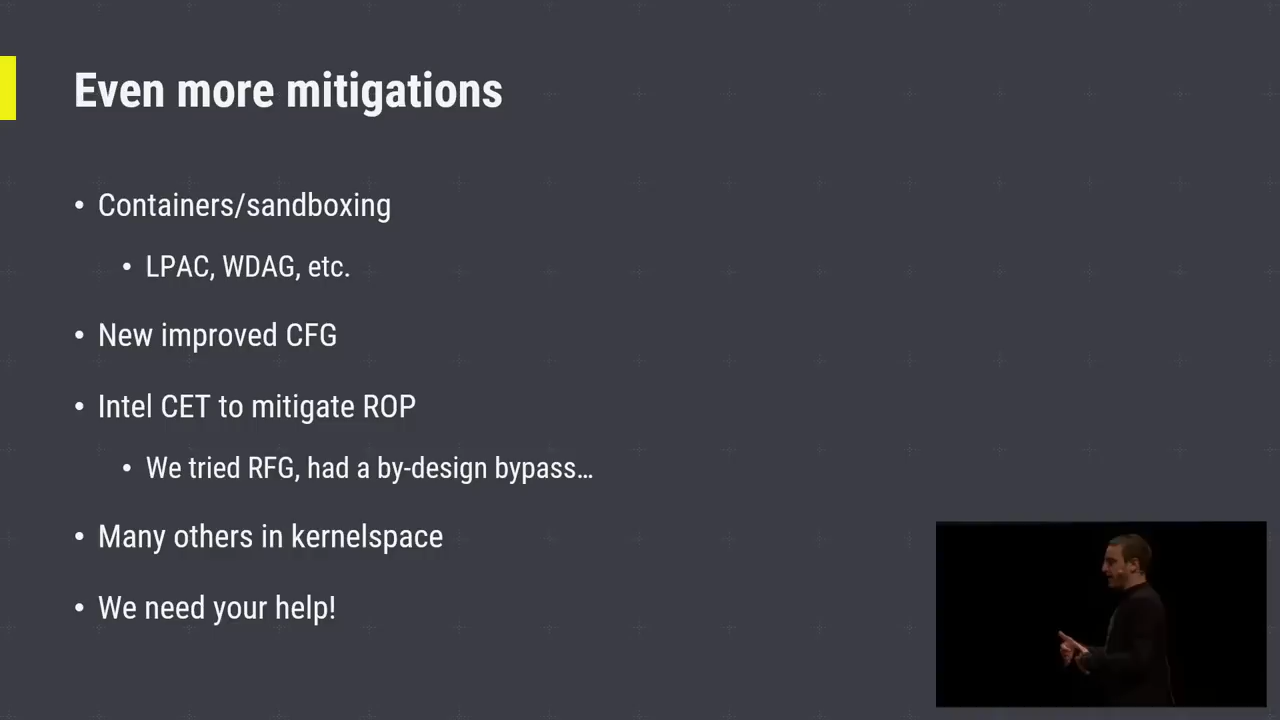 Even more mitigations
• Containers/sandboxing
• LPAC, WDAG, etc.
• New improved CFG
• Intel CET to mitigate ROP
• We tried RFG, had a by-design bypass…
• Many others in kernelspace
• We need your help!